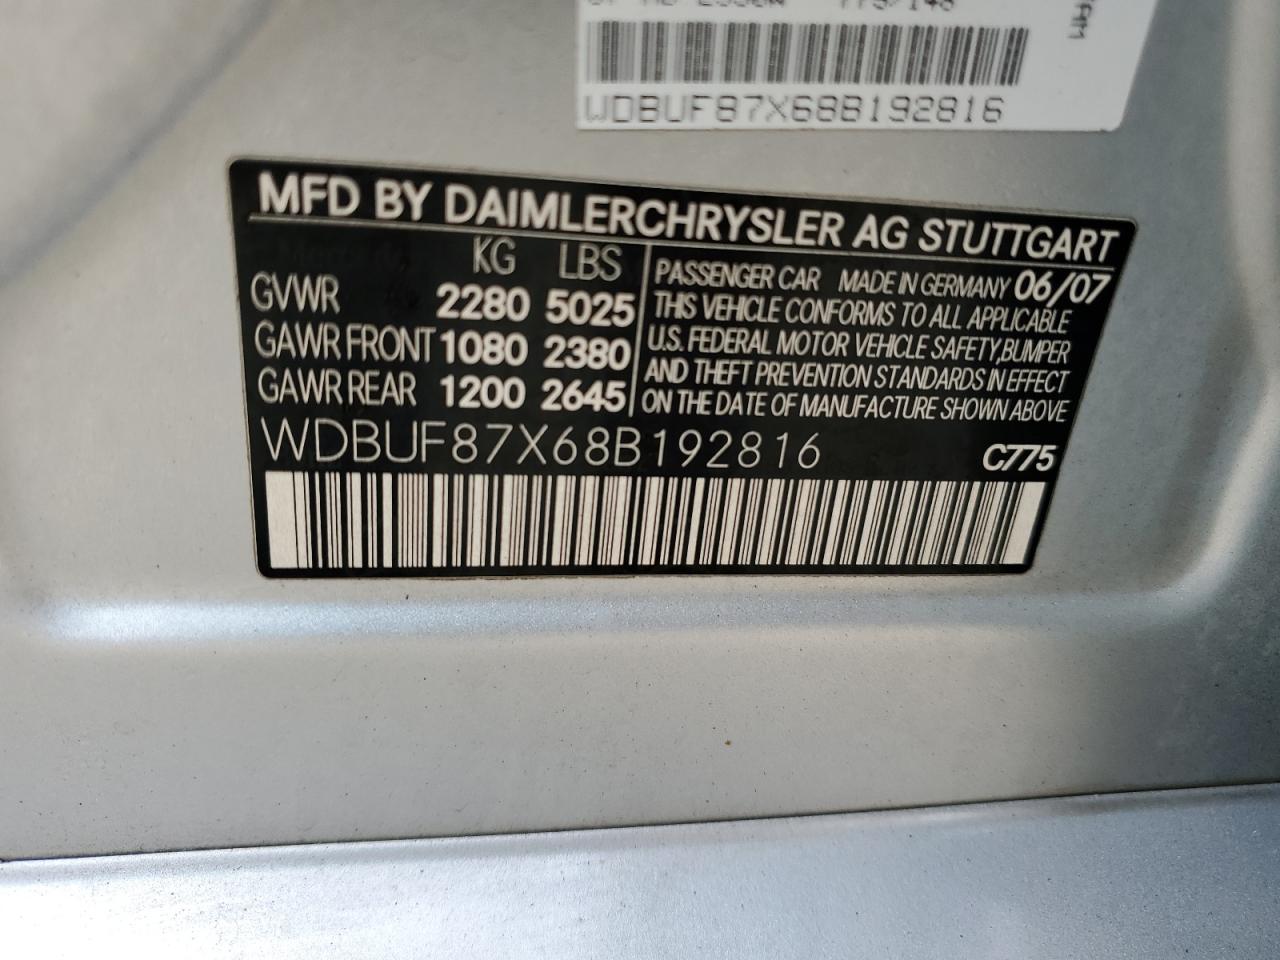 WDBUF87X68B192816
MFD BY DAIMLERCHRYSLER AG STUTTGART
KG LBS
GVWR 2280 5025
GAWR FRONT 1080 2380
GAWR REAR 1200 2645
PASSENGER CAR MADE IN GERMANY 06/07
THIS VEHICLE CONFORMS TO ALL APPLICABLE
U.S. FEDERAL MOTOR VEHICLE SAFETY,BUMPER
AND THEFT PREVENTION STANDARDS IN EFFECT
ON THE DATE OF MANUFACTURE SHOWN ABOVE
WDBUF87X68B192816 C775